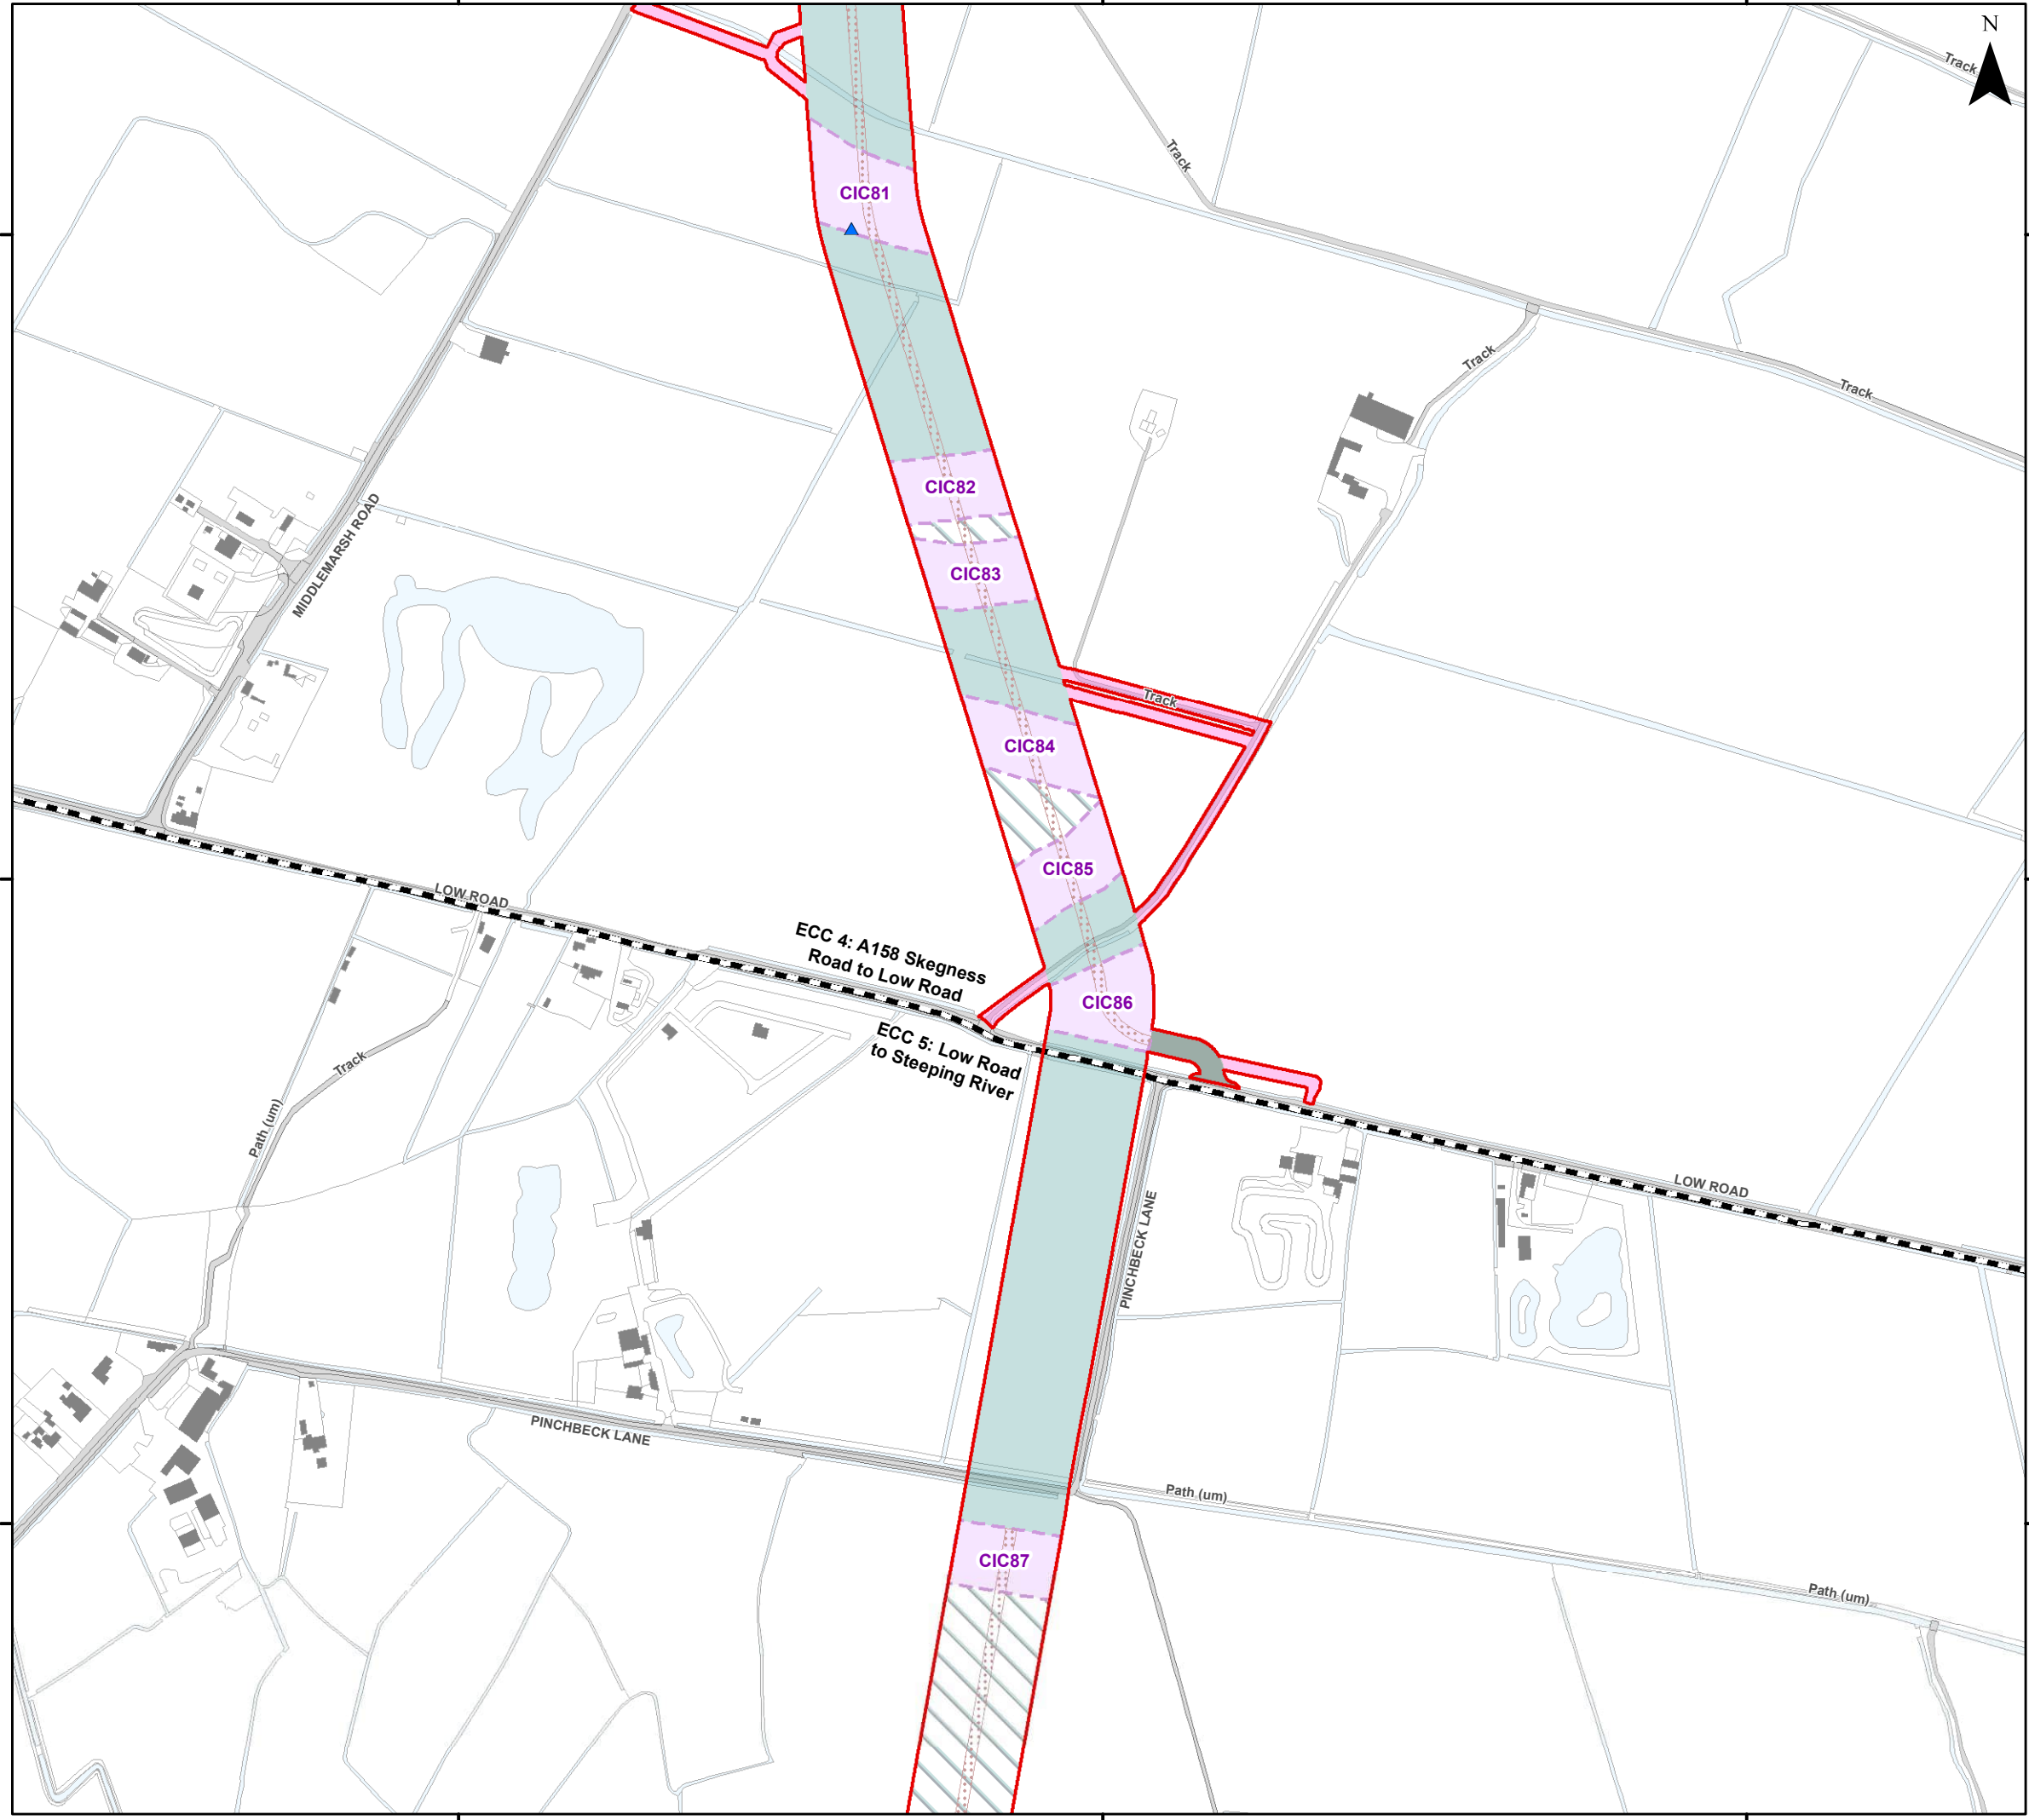 N
Track
Track
CIC81
Track
Track
CIC82
MIDDLEMARSH ROAD
CIC83
Track
CIC84
CIC85
LOW ROAD
ECC 4: A158 Skegness
Road to Low Road
CIC86
ECC 5: Low Road
to Steeping River
Track
Path (um)
LOW ROAD
PINCHBECK LANE
PINCHBECK LANE
Path (um)
CIC87
Path (um)